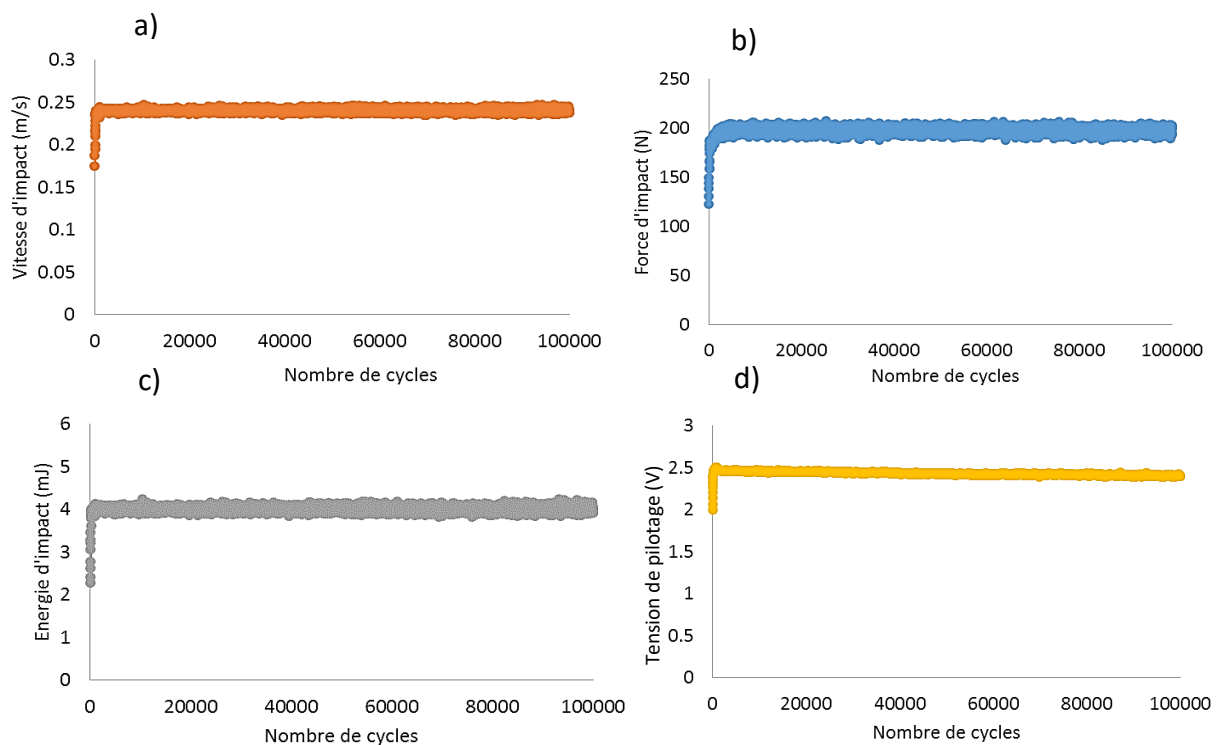 a)
Vitesse d'impact (m/s)
0.3
0.25
0.2
0.15
0.1
0.05
0
0 20000 40000 60000 80000 100000
Nombre de cycles
b)
Force d'impact (N)
250
200
150
100
50
0
0 20000 40000 60000 80000 100000
Nombre de cycles
c)
Energie d'impact (mJ)
6
5
4
3
2
1
0
0 20000 40000 60000 80000 100000
Nombre de cycles
d)
Tension de pilotage (V)
3
2.5
2
1.5
1
0.5
0
0 20000 40000 60000 80000 100000
Nombre de cycles